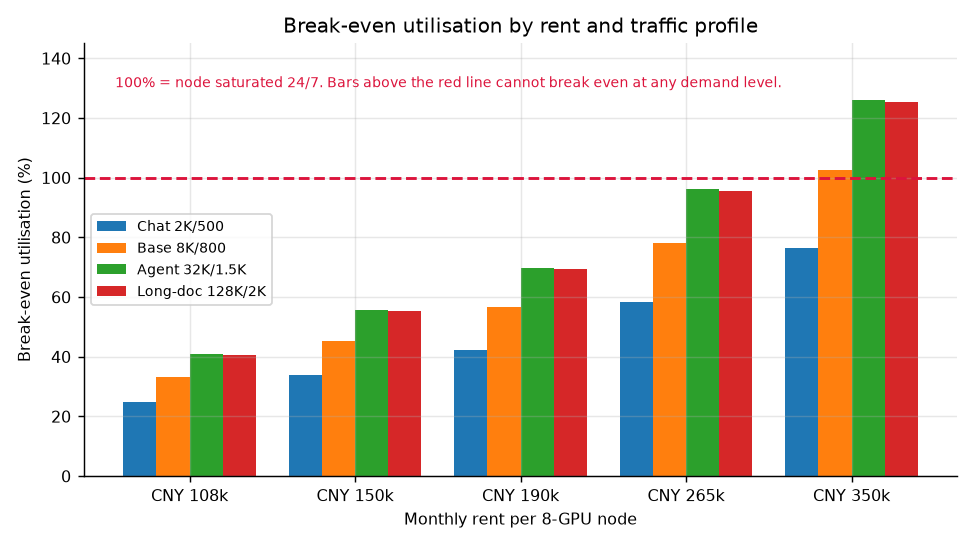 Break-even utilisation by rent and traffic profile
140
100% = node saturated 24/7. Bars above the red line cannot break even at any demand level.
120
100
80
60
40
20
0
Break-even utilisation (%)
Chat 2K/500
Base 8K/800
Agent 32K/1.5K
Long-doc 128K/2K
CNY 108k
CNY 150k
CNY 190k
CNY 265k
CNY 350k
Monthly rent per 8-GPU node